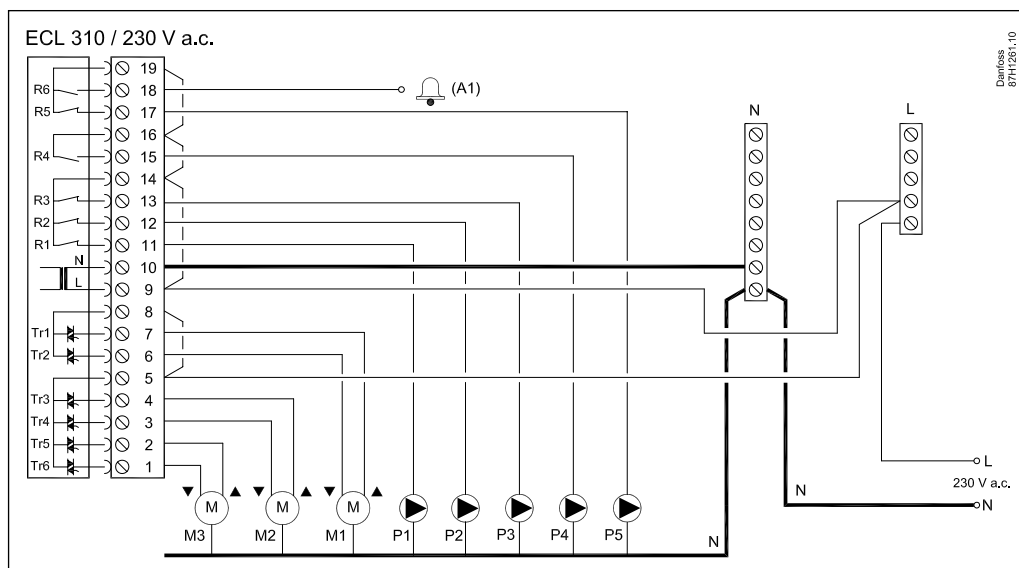 ECL 310 / 230 V a.c.
Danfoss
87H1261.10
19
R6 18 (A1)
R5 17
N L
16
R4 15
14
R3 13
R2 12
R1 11
N 10
L 9
8
Tr1 7
Tr2 6
5
Tr3 4
Tr4 3
Tr5 2
Tr6 1
L
230 V a.c.
N N
M M M
M3 M2 M1 P1 P2 P3 P4 P5
N